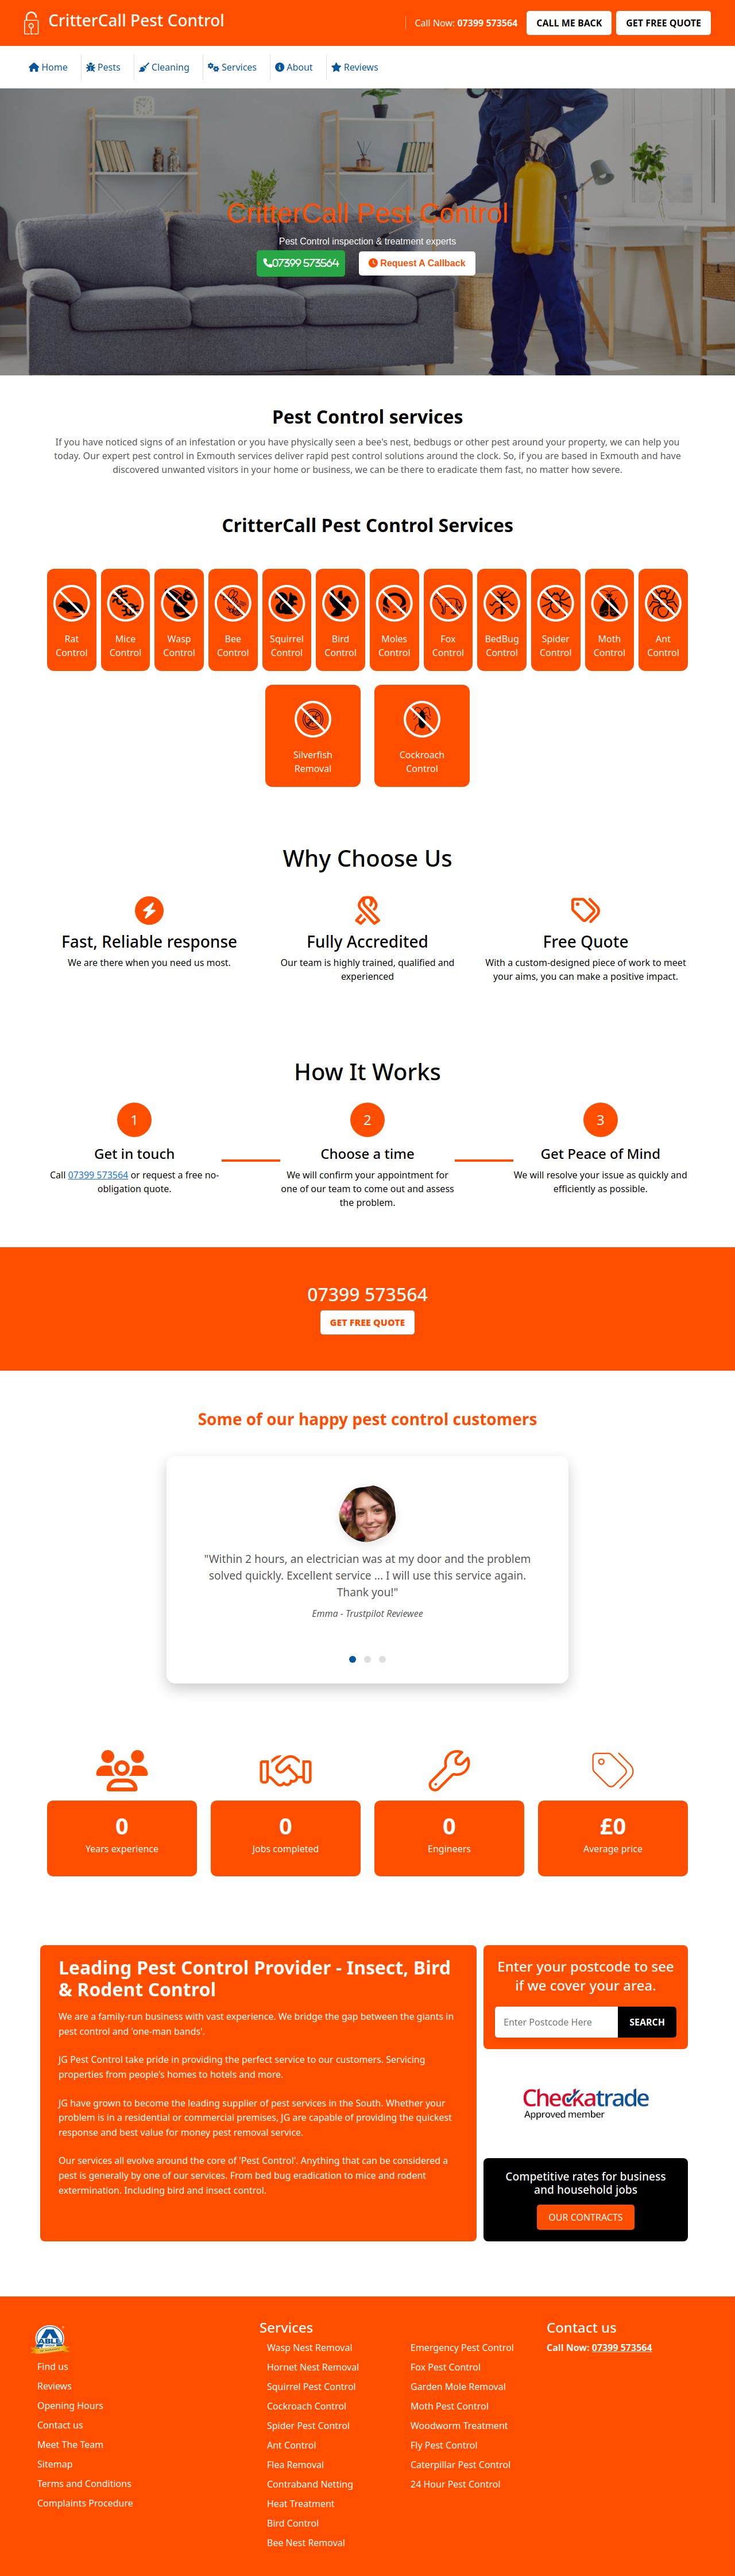 CritterCall Pest Control
Call Now: 07399 573564
CALL ME BACK
GET FREE QUOTE
Home
Pests
Cleaning
Services
About
Reviews
CritterCall Pest Control
Pest Control inspection & treatment experts
07399 573564
Request A Callback
Pest Control services
If you have noticed signs of an infestation or you have physically seen a bee's nest, bedbugs or other pest around your property, we can help you
today. Our expert pest control in Exmouth services deliver rapid pest control solutions around the clock. So, if you are based in Exmouth and have
discovered unwanted visitors in your home or business, we can be there to eradicate them fast, no matter how severe.
CritterCall Pest Control Services
Rat
Control
Mice
Control
Wasp
Control
Bee
Control
Squirrel
Control
Bird
Control
Moles
Control
Fox
Control
BedBug
Control
Spider
Control
Moth
Control
Ant
Control
Silverfish
Removal
Cockroach
Control
Why Choose Us
Fast, Reliable response
We are there when you need us most.
Fully Accredited
Our team is highly trained, qualified and
experienced
Free Quote
With a custom-designed piece of work to meet
your aims, you can make a positive impact.
How It Works
1
Get in touch
Call 07399 573564 or request a free no-
obligation quote.
2
Choose a time
We will confirm your appointment for
one of our team to come out and assess
the problem.
3
Get Peace of Mind
We will resolve your issue as quickly and
efficiently as possible.
07399 573564
GET FREE QUOTE
Some of our happy pest control customers
"Within 2 hours, an electrician was at my door and the problem
solved quickly. Excellent service ... I will use this service again.
Thank you!"
Emma - Trustpilot Reviewee
0
Years experience
0
Jobs completed
0
Engineers
£0
Average price
Leading Pest Control Provider - Insect, Bird
& Rodent Control
We are a family-run business with vast experience. We bridge the gap between the giants in
pest control and 'one-man bands'.
JG Pest Control take pride in providing the perfect service to our customers. Servicing
properties from people's homes to hotels and more.
JG have grown to become the leading supplier of pest services in the South. Whether your
problem is in a residential or commercial premises, JG are capable of providing the quickest
response and best value for money pest removal service.
Our services all evolve around the core of 'Pest Control'. Anything that can be considered a
pest is generally by one of our services. From bed bug eradication to mice and rodent
extermination. Including bird and insect control.
Enter your postcode to see
if we cover your area.
Enter Postcode Here
SEARCH
Checkatrade
Approved member
Competitive rates for business
and household jobs
OUR CONTRACTS
ABLE
Find us
Reviews
Opening Hours
Contact us
Meet The Team
Sitemap
Terms and Conditions
Complaints Procedure
Services
Wasp Nest Removal
Hornet Nest Removal
Squirrel Pest Control
Cockroach Control
Spider Pest Control
Ant Control
Flea Removal
Contraband Netting
Heat Treatment
Bird Control
Bee Nest Removal
Emergency Pest Control
Fox Pest Control
Garden Mole Removal
Moth Pest Control
Woodworm Treatment
Fly Pest Control
Caterpillar Pest Control
24 Hour Pest Control
Contact us
Call Now: 07399 573564